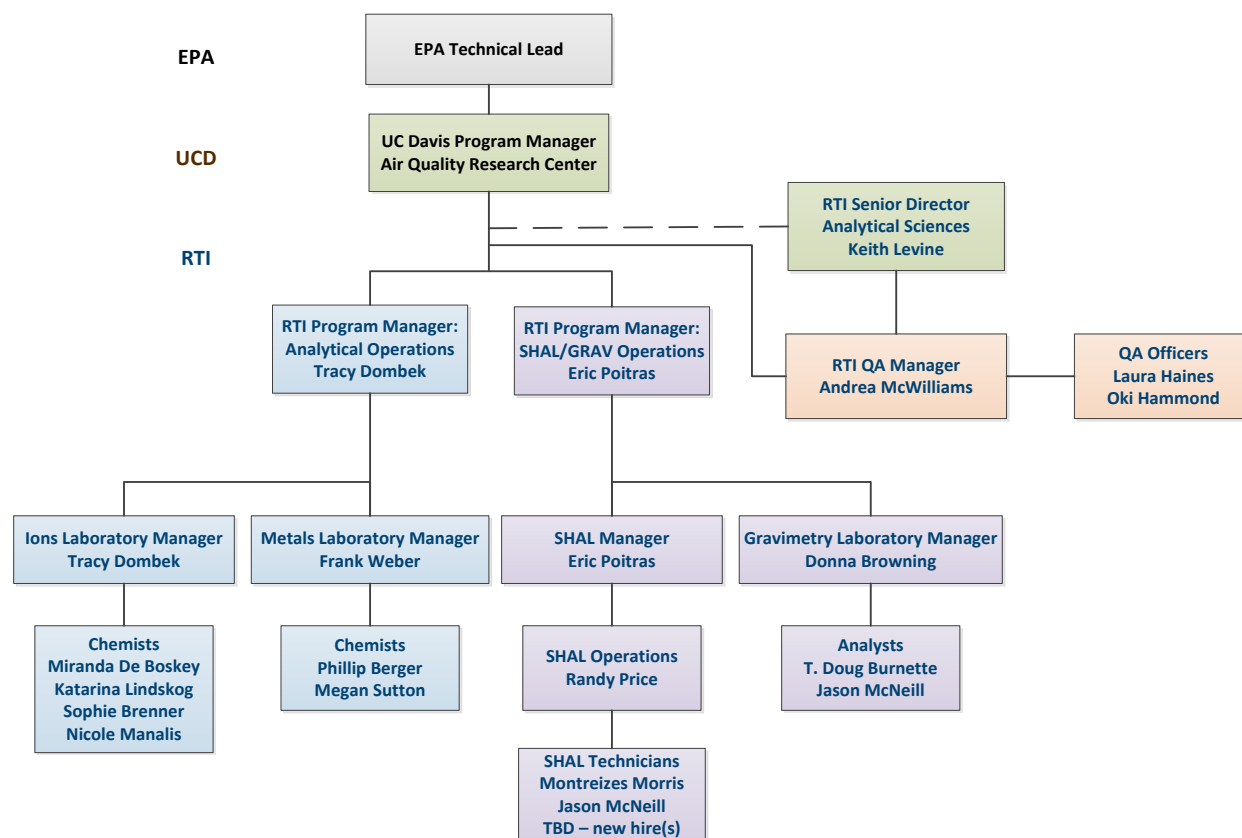 EPA
EPA Technical Lead
UCD
UC Davis Program Manager
Air Quality Research Center
RTI
RTI Senior Director
Analytical Sciences
Keith Levine
RTI Program Manager:
Analytical Operations
Tracy Dombek
RTI Program Manager:
SHAL/GRAV Operations
Eric Poitras
RTI QA Manager
Andrea McWilliams
QA Officers
Laura Haines
Oki Hammond
Ions Laboratory Manager
Tracy Dombek
Metals Laboratory Manager
Frank Weber
SHAL Manager
Eric Poitras
Gravimetry Laboratory Manager
Donna Browning
Chemists
Miranda De Boskey
Katarina Lindskog
Sophie Brenner
Nicole Manalis
Chemists
Phillip Berger
Megan Sutton
SHAL Operations
Randy Price
Analysts
T. Doug Burnette
Jason McNeill
SHAL Technicians
Montreizes Morris
Jason McNeill
TBD – new hire(s)